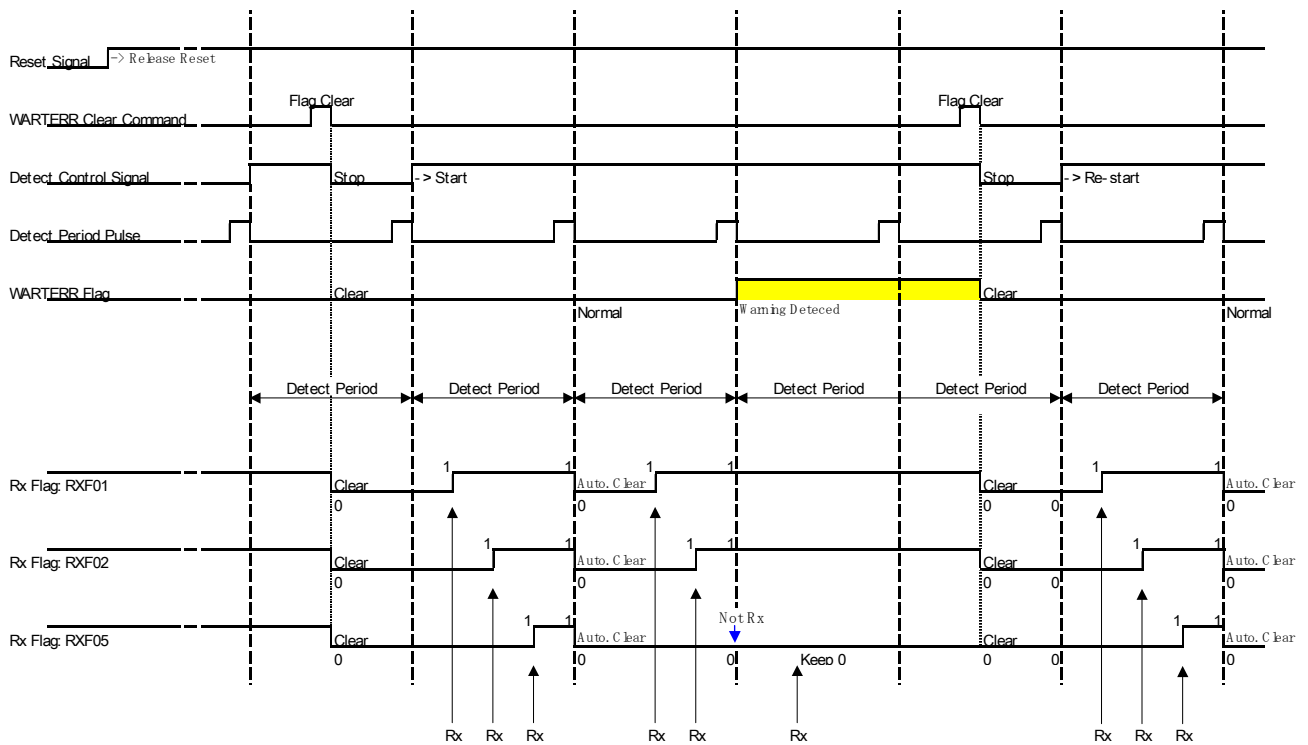 Reset Signal -> Release Reset
Flag Clear Flag Clear
WARTERR Clear Command
Detect Control Signal Stop -> Start Stop -> Re-start
Detect Period Pulse
WARTERR Flag Clear Clear
Normal Warning Deteced Normal
Detect Period Detect Period Detect Period Detect Period Detect Period Detect Period
1 1 1 1 1 1
Rx Flag: RXF01 Clear Auto. Clear Clear Auto. Clear
0 0 0 0 0
1 1 1 1 1 1
Rx Flag: RXF02 Clear Auto. Clear Clear Auto. Clear
0 0 0 0 0
1 1 Not Rx 1 1
Rx Flag: RXF05 Clear Auto. Clear Clear Auto. Clear
0 0 0 Keep 0 0 0 0
Rx Rx Rx Rx Rx Rx Rx Rx Rx